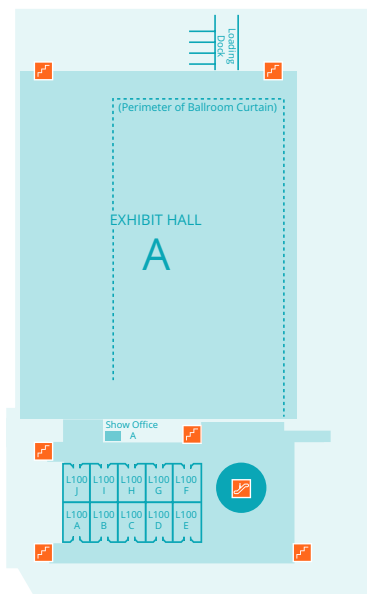 Loading
Dock
(Perimeter of Ballroom Curtain)
EXHIBIT HALL
A
Show Office
A
L100
J
L100
I
L100
H
L100
G
L100
F
L100
A
L100
B
L100
C
L100
D
L100
E